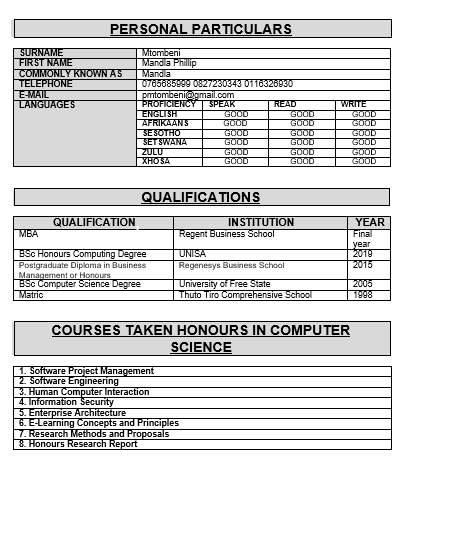 PERSONAL PARTICULARS
SURNAME Mtombeni
FIRST NAME Mandla Phillip
COMMONLY KNOWN AS Mandla
TELEPHONE 0765685999 0827230343 0116326930
E-MAIL pmtombeni@gmail.com
LANGUAGES PROFICIENCY SPEAK READ WRITE
ENGLISH GOOD GOOD GOOD
AFRIKAANS GOOD GOOD GOOD
SESOTHO GOOD GOOD GOOD
SETSWANA GOOD GOOD GOOD
ZULU GOOD GOOD GOOD
XHOSA GOOD GOOD GOOD
QUALIFICATIONS
QUALIFICATION INSTITUTION YEAR
MBA Regent Business School Final
year
BSc Honours Computing Degree UNISA 2019
Postgraduate Diploma in Business Regenesys Business School 2015
Management or Honours
BSc Computer Science Degree University of Free State 2005
Matric Thuto Tiro Comprehensive School 1998
COURSES TAKEN HONOURS IN COMPUTER
SCIENCE
1. Software Project Management
2. Software Engineering
3. Human Computer Interaction
4. Information Security
5. Enterprise Architecture
6. E-Learning Concepts and Principles
7. Research Methods and Proposals
8. Honours Research Report